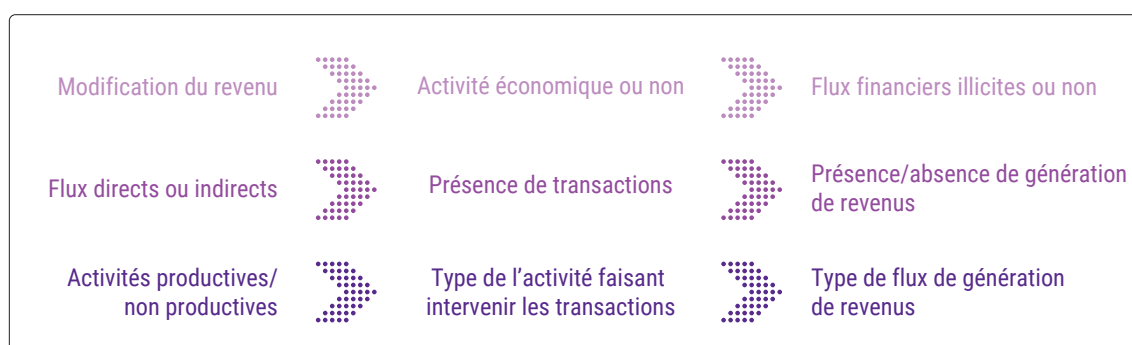 Modification du revenu
Activité économique ou non
Flux financiers illicites ou non
Flux directs ou indirects
Présence de transactions
Présence/absence de génération
de revenus
Activités productives/
non productives
Type de l’activité faisant
intervenir les transactions
Type de flux de génération
de revenus